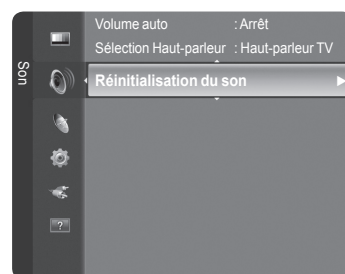 Son
Volume auto : Arrêt
Sélection Haut-parleur : Haut-parleur TV
Réinitialisation du son
?